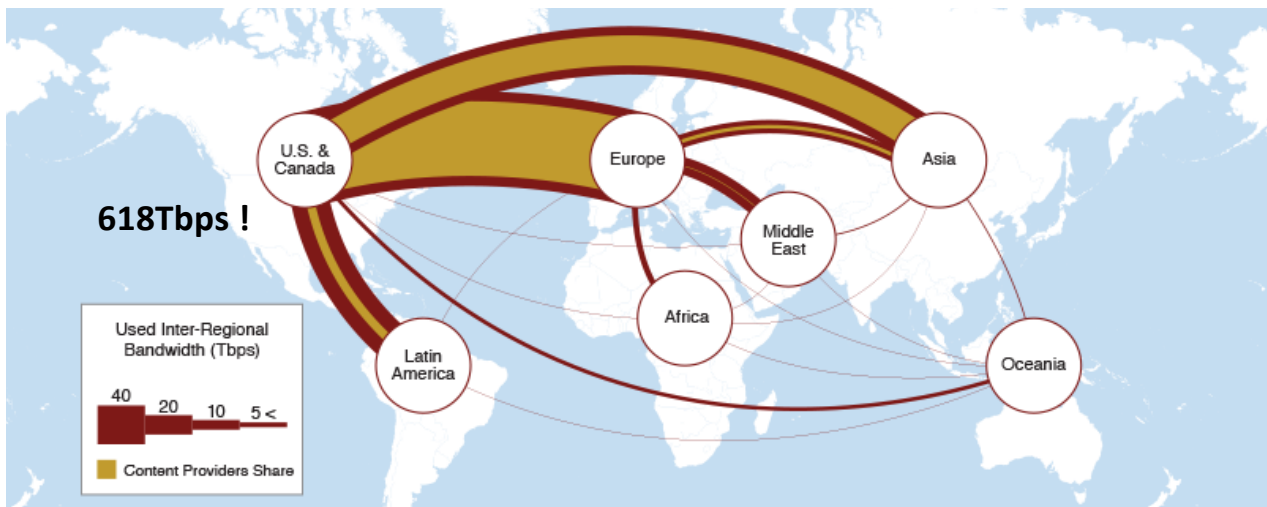 U.S. &
Canada
Europe
Asia
618Tbps !
Middle
East
Africa
Latin
America
Oceania
Used Inter-Regional
Bandwidth (Tbps)
40
20
10
5 <
Content Providers Share